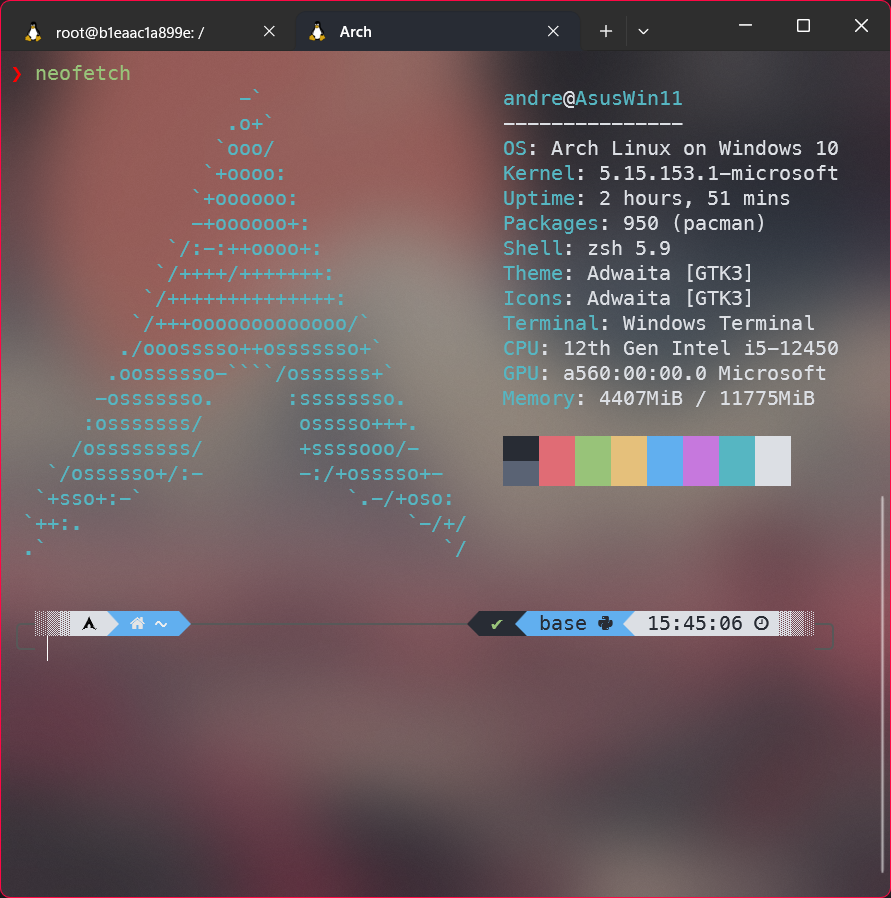 root@b1eaac1a899e: /
Arch
❯ neofetch
                  -`
                 .o+`
                `ooo/
               `+oooo:
              `+oooooo:
              -+oooooo+:
            `/:-:++oooo+:
           `/++++/+++++++:
          `/++++++++++++++:
         `/+++ooooooooooooo/`
        ./ooosssso++osssssso+`
       .oossssso-````/ossssss+`
      -osssssso.      :ssssssso.
     :osssssss/        osssso+++.
    /ossssssss/        +ssssooo/-
  `/ossssso+/:-        -:/+osssso+-
 `+sso+:-`                 `.-/+oso:
`++:.                           `-/+/
.`                                 `/
andre@AsusWin11
---------------
OS: Arch Linux on Windows 10
Kernel: 5.15.153.1-microsoft
Uptime: 2 hours, 51 mins
Packages: 950 (pacman)
Shell: zsh 5.9
Theme: Adwaita [GTK3]
Icons: Adwaita [GTK3]
Terminal: Windows Terminal
CPU: 12th Gen Intel i5-12450
GPU: a560:00:00.0 Microsoft
Memory: 4407MiB / 11775MiB
~ ✔ base 15:45:06